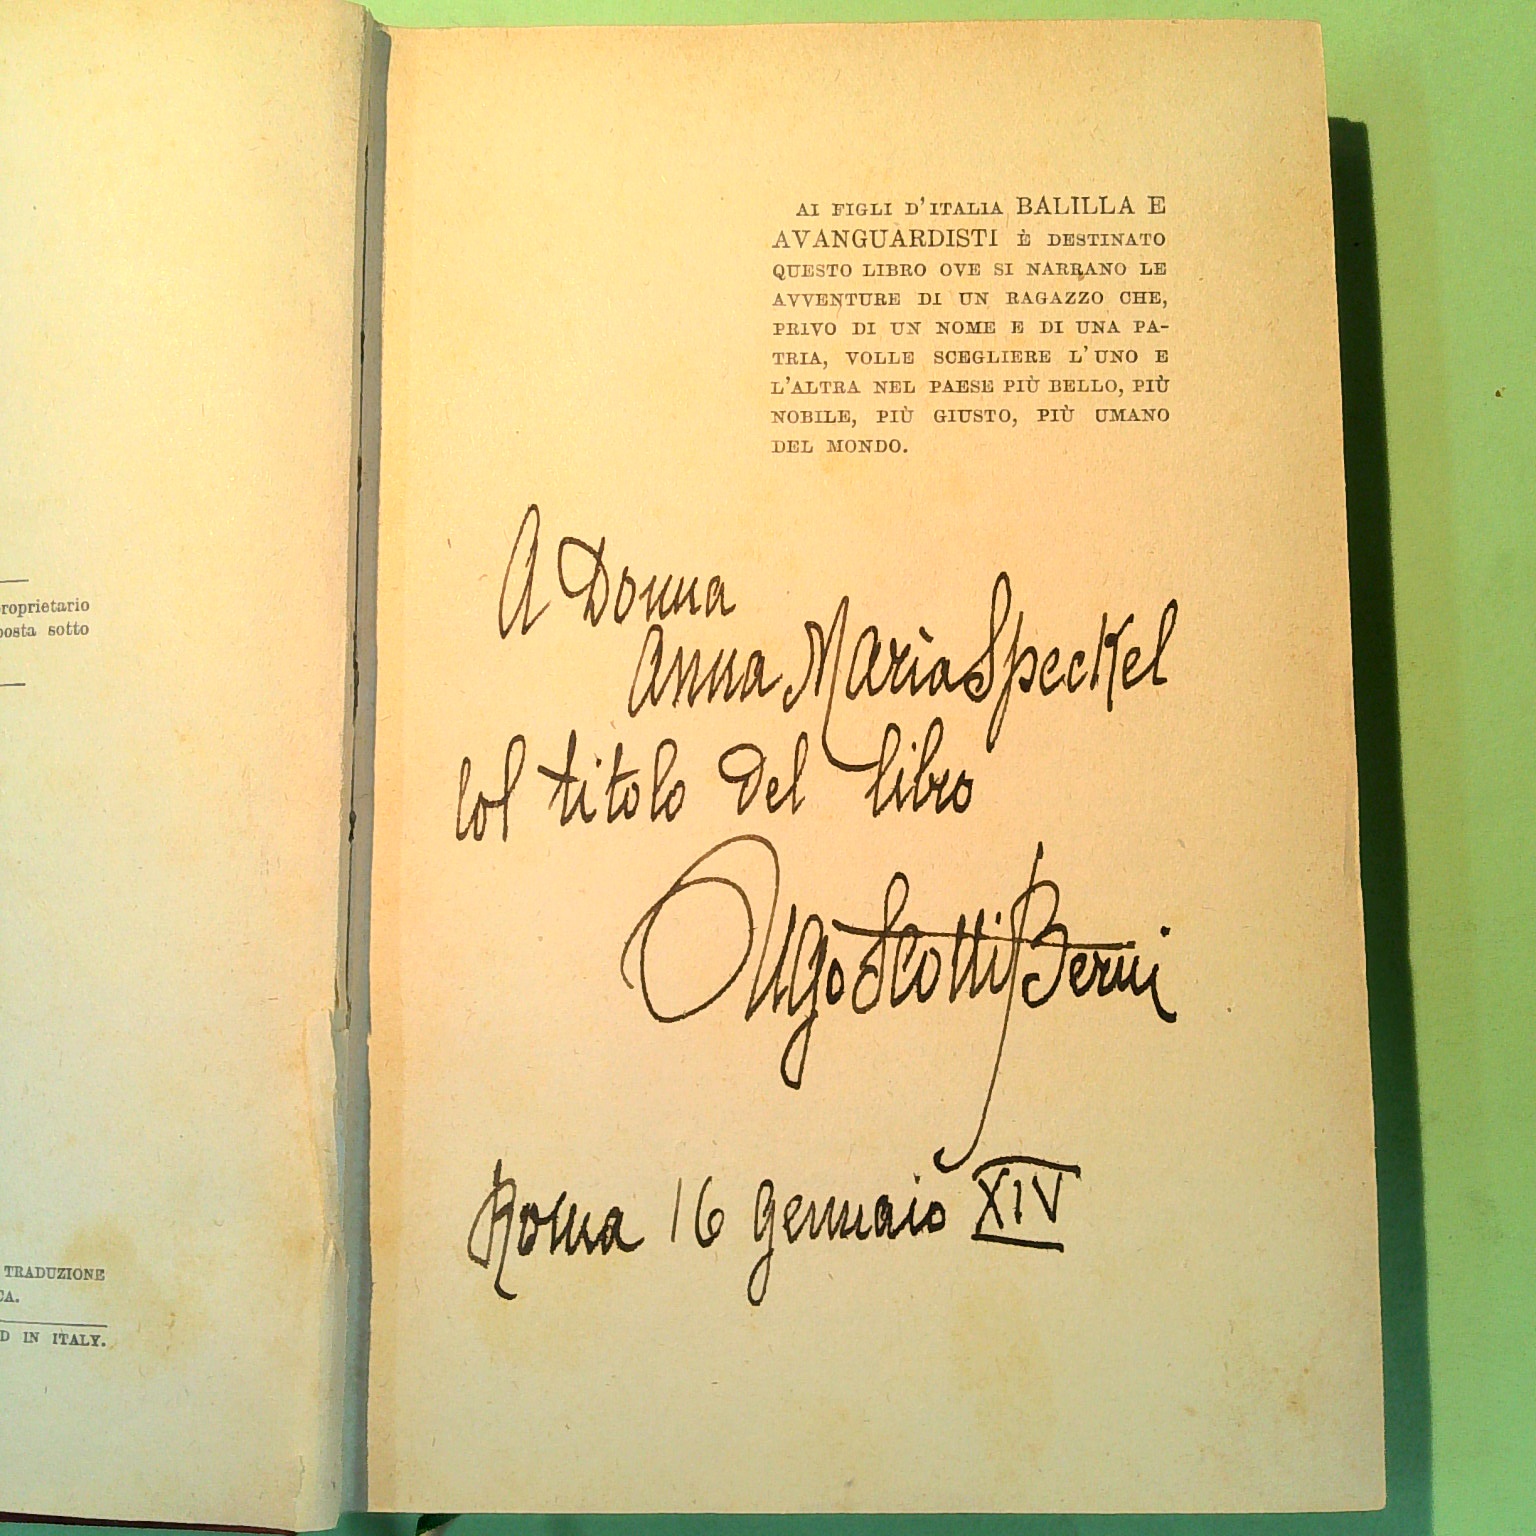 roprietario
posta sotto
TRADUZIONE
CA.
D IN ITALY.
AI FIGLI D'ITALIA BALILLA E
AVANGUARDISTI È DESTINATO
QUESTO LIBRO OVE SI NARRANO LE
AVVENTURE DI UN RAGAZZO CHE,
PRIVO DI UN NOME E DI UNA PA-
TRIA, VOLLE SCEGLIERE L'UNO E
L'ALTRA NEL PAESE PIÙ BELLO, PIÙ
NOBILE, PIÙ GIUSTO, PIÙ UMANO
DEL MONDO.
A Donna
Anna Maria Speckel
col titolo del libro
Ugo Scotti Berni
Roma 16 gennaio XIV